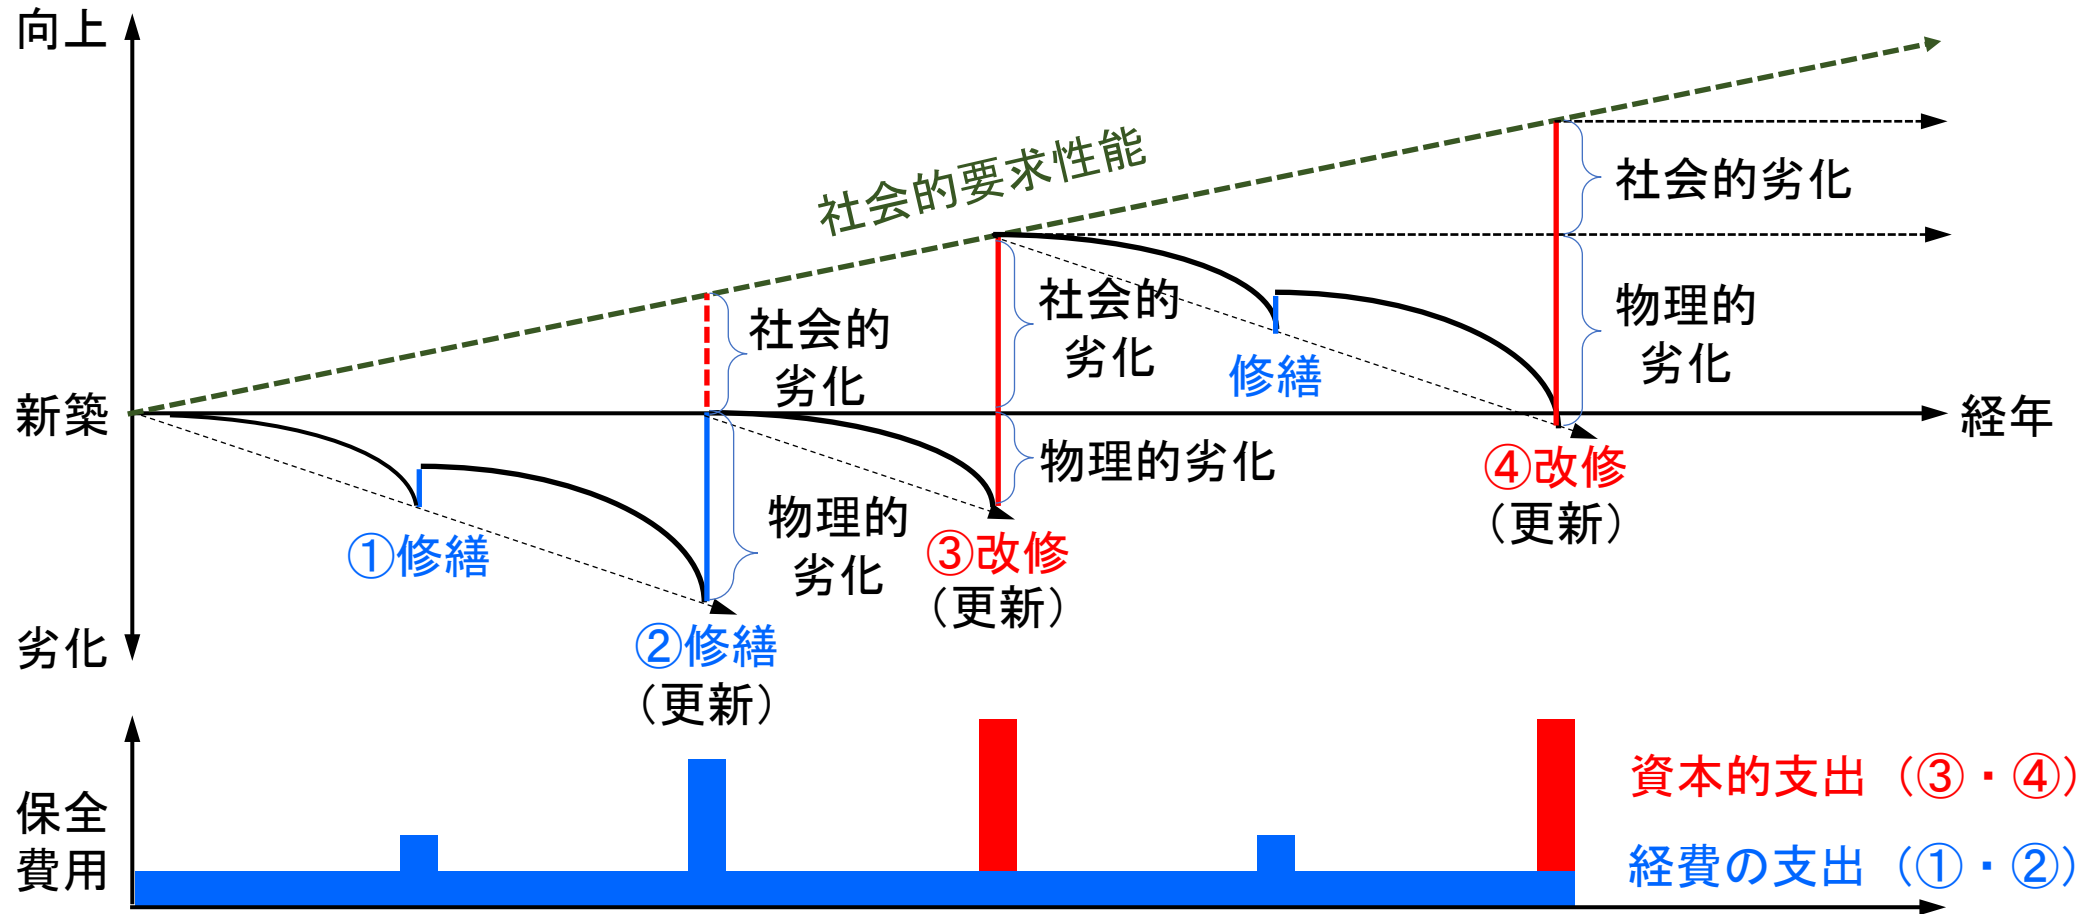 向上
社会的要求性能
社会的劣化
社会的
劣化
社会的
劣化
修繕
物理的
劣化
新築
経年
物理的劣化
①修繕
物理的
劣化
③改修
（更新）
④改修
（更新）
劣化
②修繕
（更新）
保全
費用
資本的支出（③・④）
経費の支出（①・②）